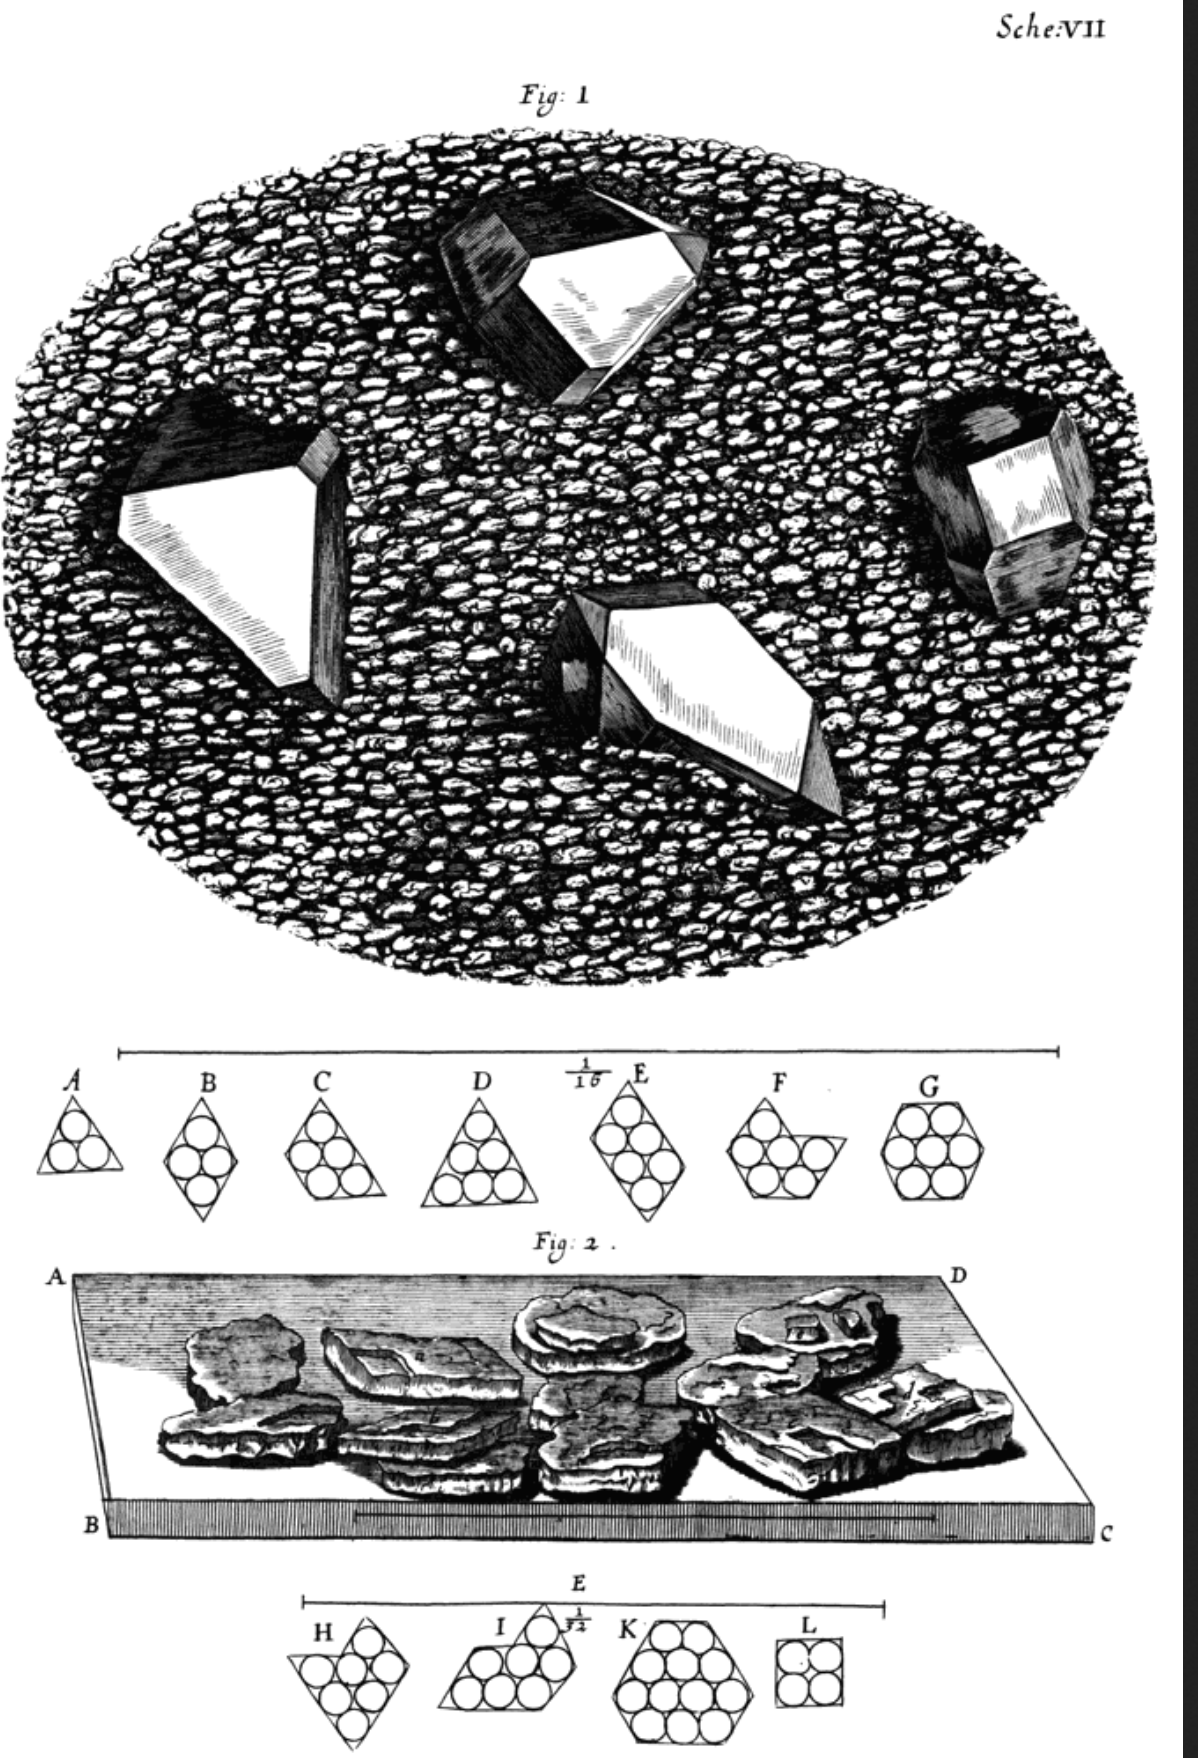 Sche:VII
Fig: 1
1/16
A B C D E F G
Fig: 2 .
A D
B C
E
1/32
H I K L